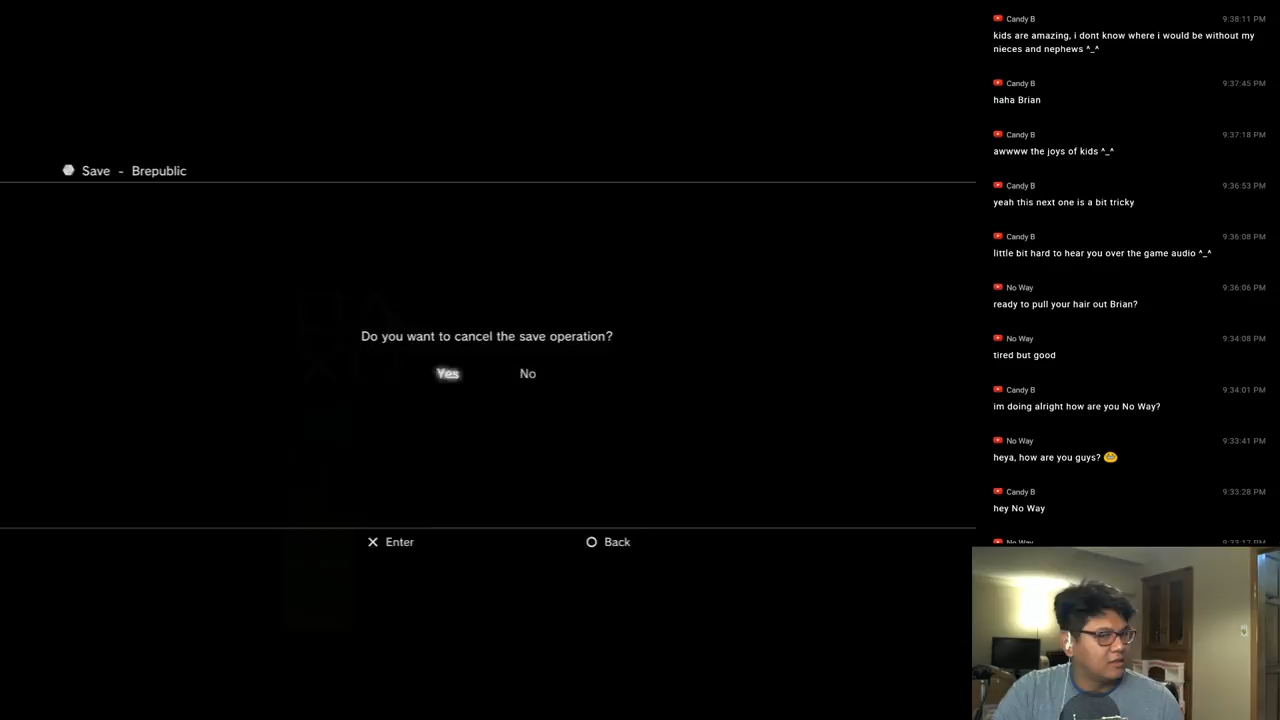 Save - Brepublic
Do you want to cancel the save operation?
Yes No
Enter Back
Candy B 9:38:11 PM
kids are amazing, i dont know where i would be without my
nieces and nephews ^_^
Candy B 9:37:45 PM
haha Brian
Candy B 9:37:18 PM
awwww the joys of kids ^_^
Candy B 9:36:53 PM
yeah this next one is a bit tricky
Candy B 9:36:08 PM
little bit hard to hear you over the game audio ^_^
No Way 9:36:06 PM
ready to pull your hair out Brian?
No Way 9:34:08 PM
tired but good
Candy B 9:34:01 PM
im doing alright how are you No Way?
No Way 9:33:41 PM
heya, how are you guys?
Candy B 9:33:28 PM
hey No Way
No Way 9:33:17 PM